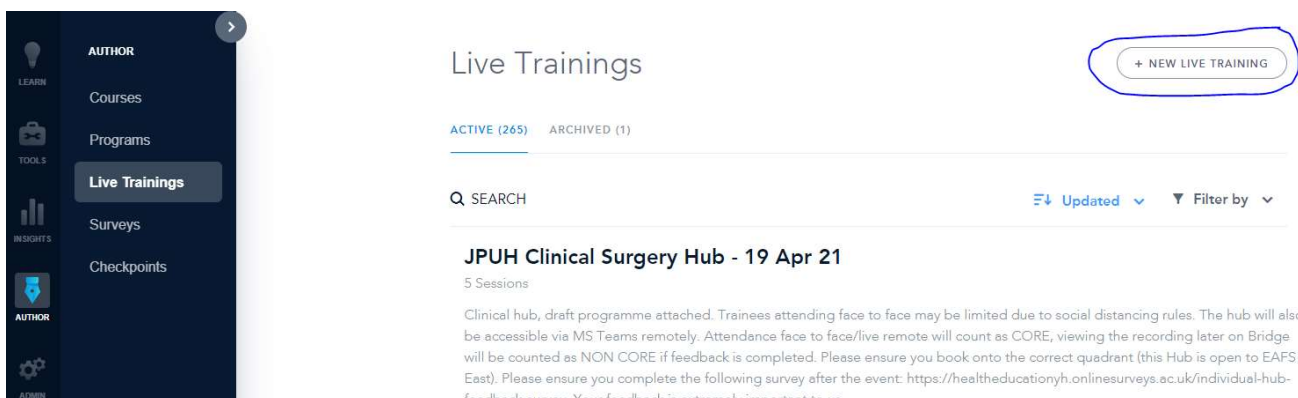 LEARN
TOOLS
INSIGHTS
AUTHOR
ADMIN
AUTHOR
Courses
Programs
Live Trainings
Surveys
Checkpoints
Live Trainings
+ NEW LIVE TRAINING
ACTIVE (265) ARCHIVED (1)
SEARCH
Updated Filter by
JPUH Clinical Surgery Hub - 19 Apr 21
5 Sessions
Clinical hub, draft programme attached. Trainees attending face to face may be limited due to social distancing rules. The hub will also
be accessible via MS Teams remotely. Attendance face to face/live remote will count as CORE, viewing the recording later on Bridge
will be counted as NON CORE if feedback is completed. Please ensure you book onto the correct quadrant (this Hub is open to EAFS
East). Please ensure you complete the following survey after the event: https://healtheducationyh.onlinesurveys.ac.uk/individual-hub-